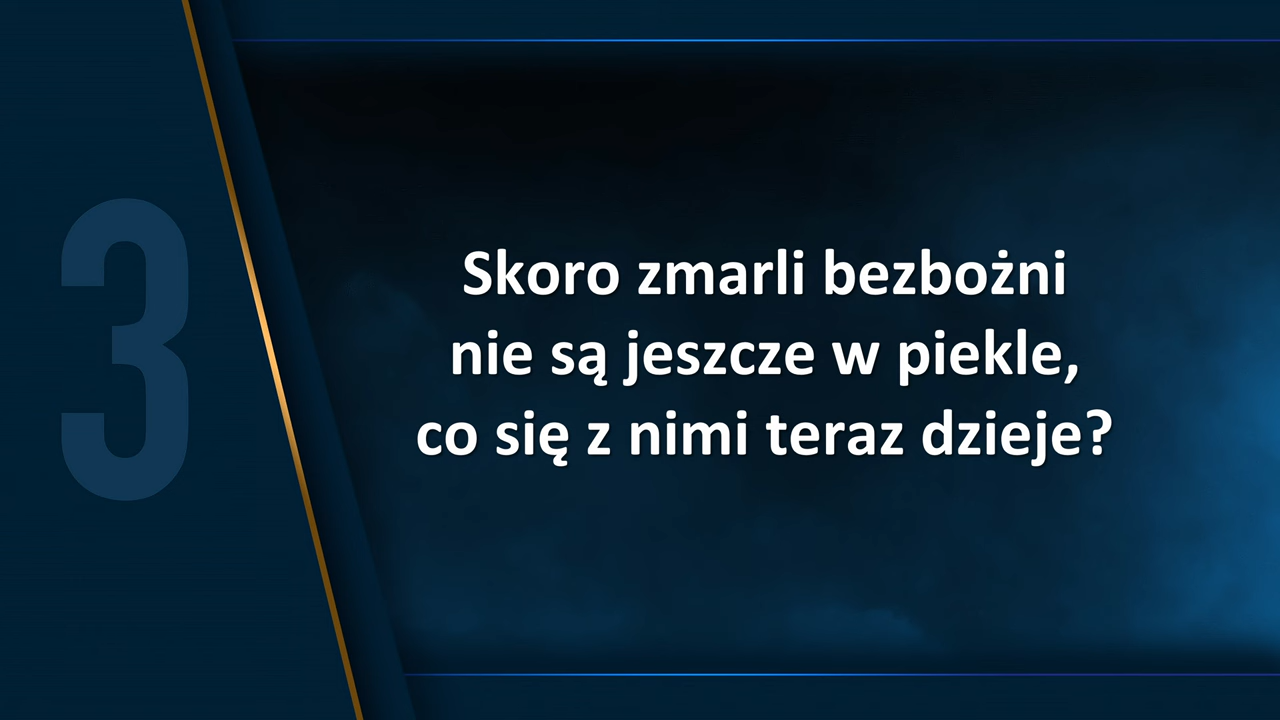 3
Skoro zmarli bezbożni
nie są jeszcze w piekle,
co się z nimi teraz dzieje?